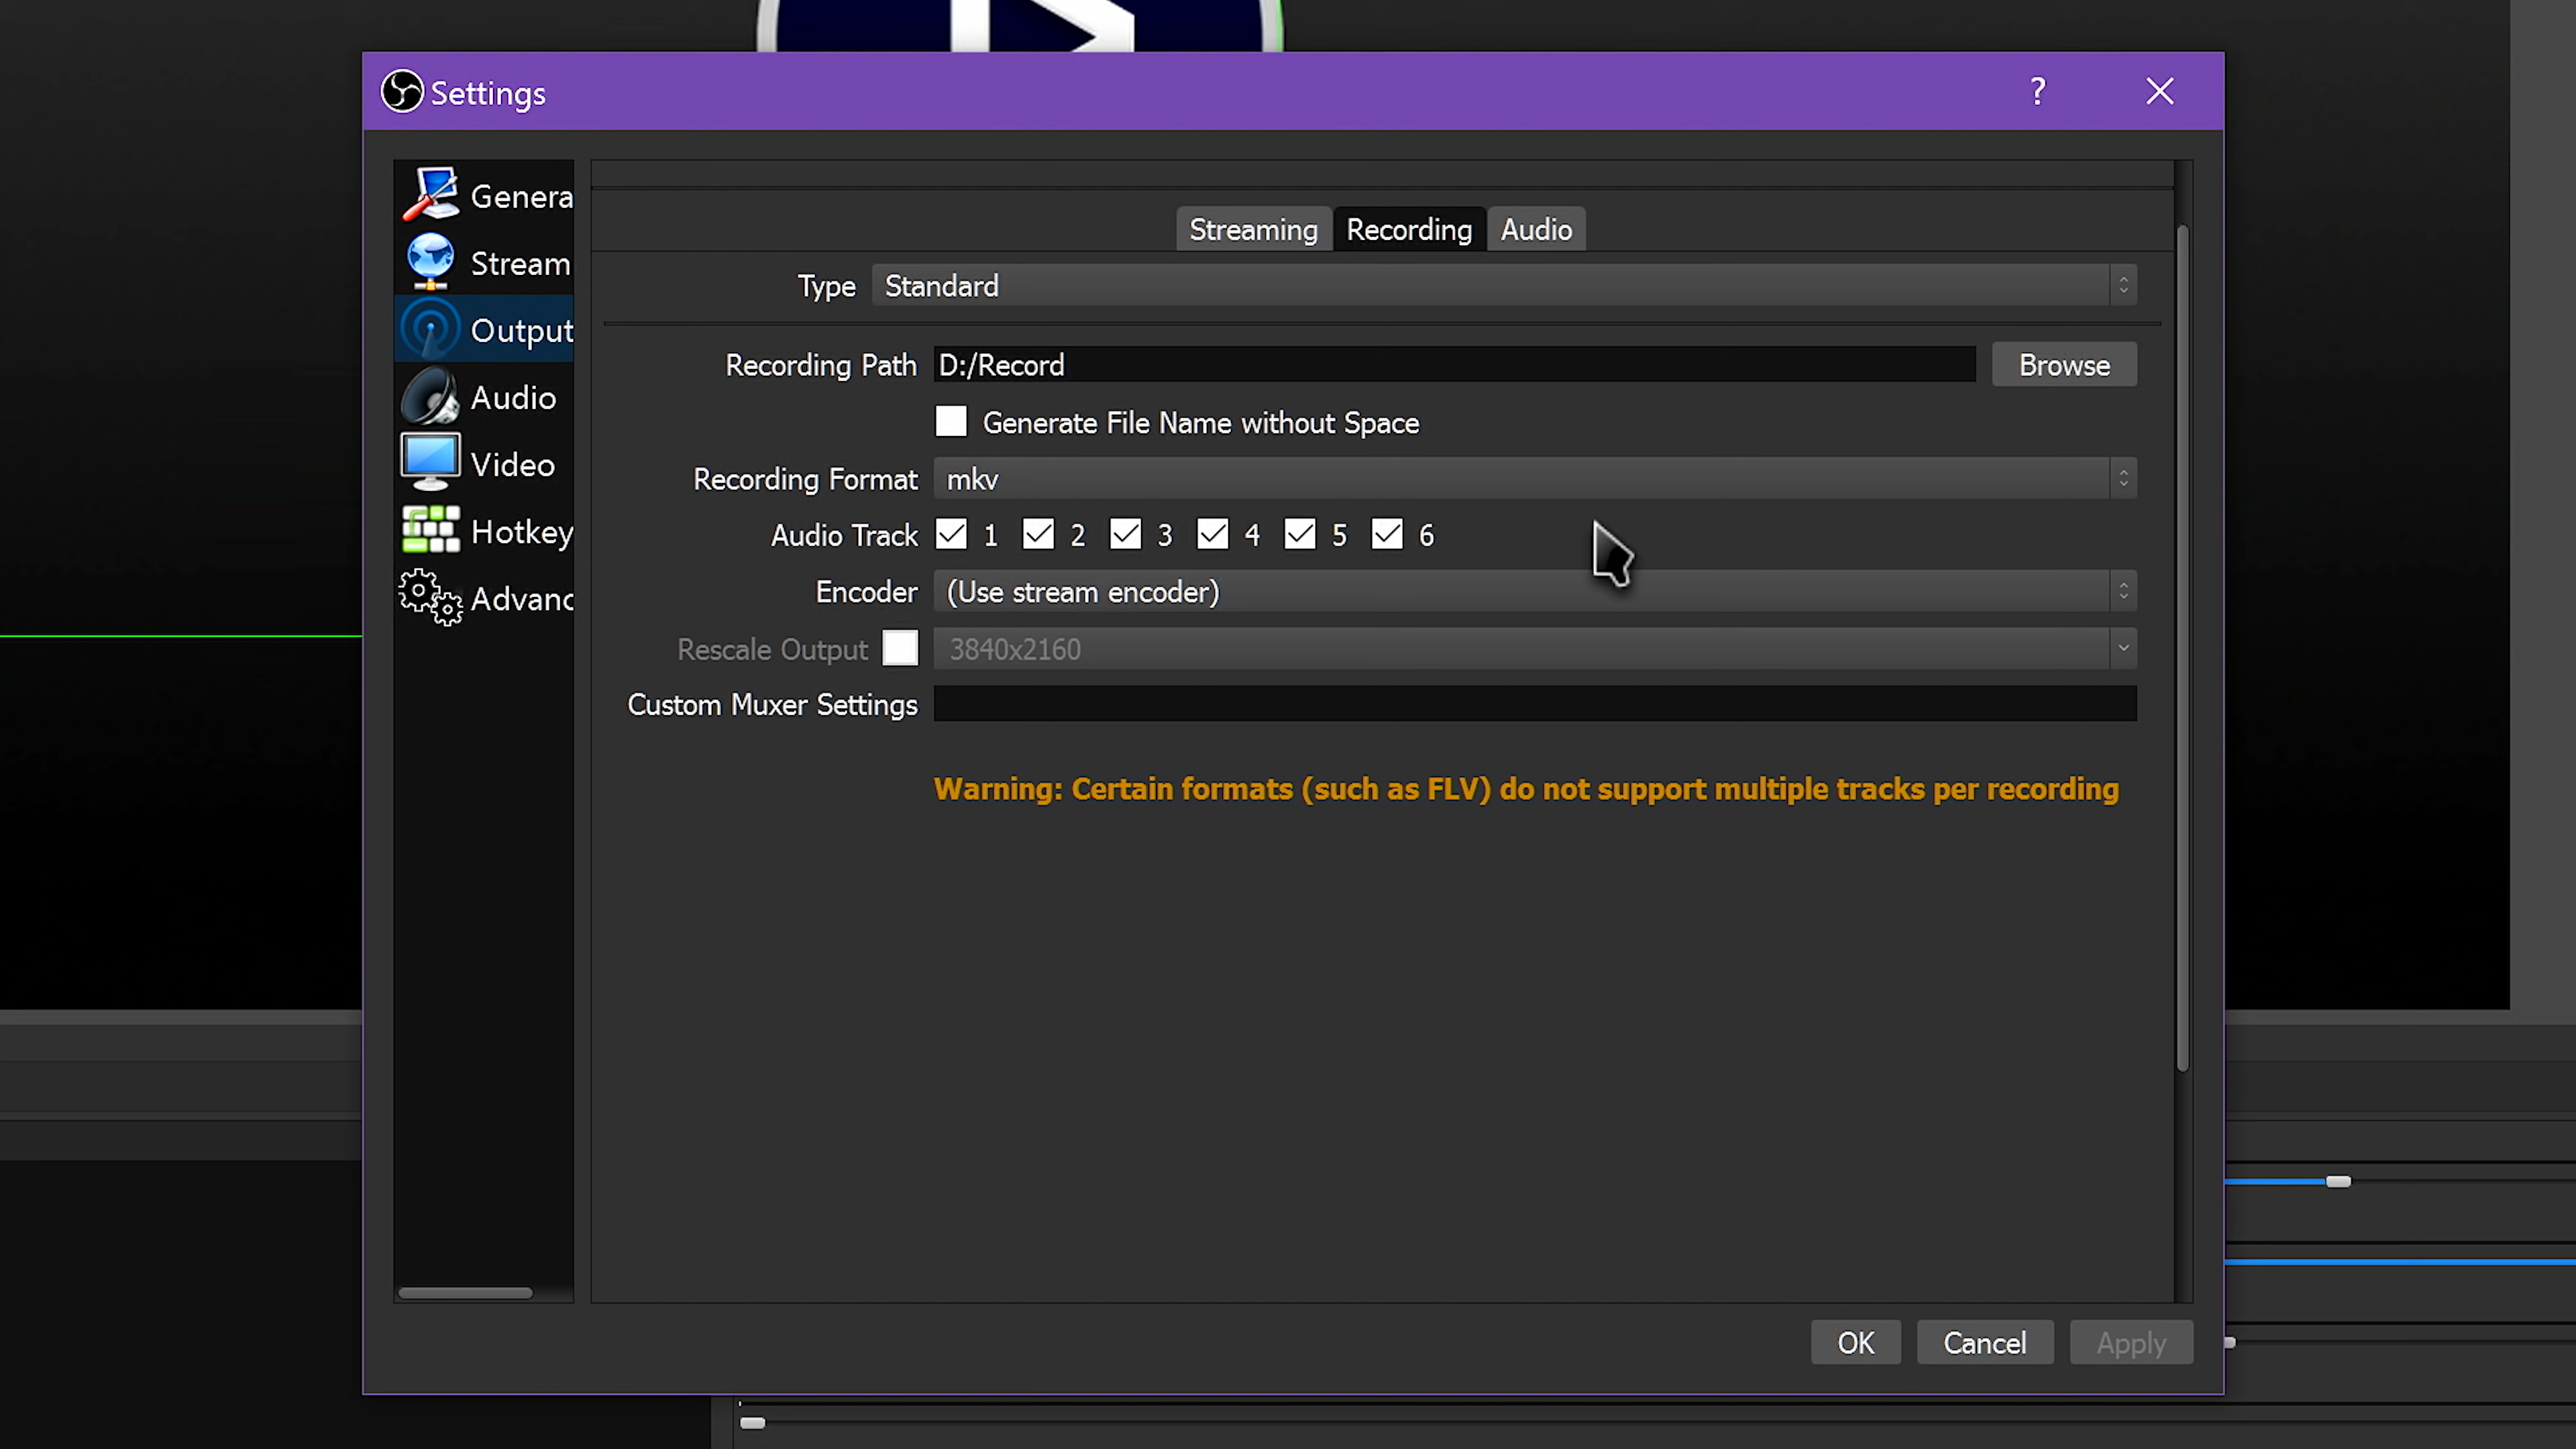 Settings
?
Genera
Stream
Output
Audio
Video
Hotkey
Advanc
Streaming Recording Audio
Type Standard
Recording Path D:/Record Browse
Generate File Name without Space
Recording Format mkv
Audio Track 1 2 3 4 5 6
Encoder (Use stream encoder)
Rescale Output 3840x2160
Custom Muxer Settings
Warning: Certain formats (such as FLV) do not support multiple tracks per recording
OK Cancel Apply